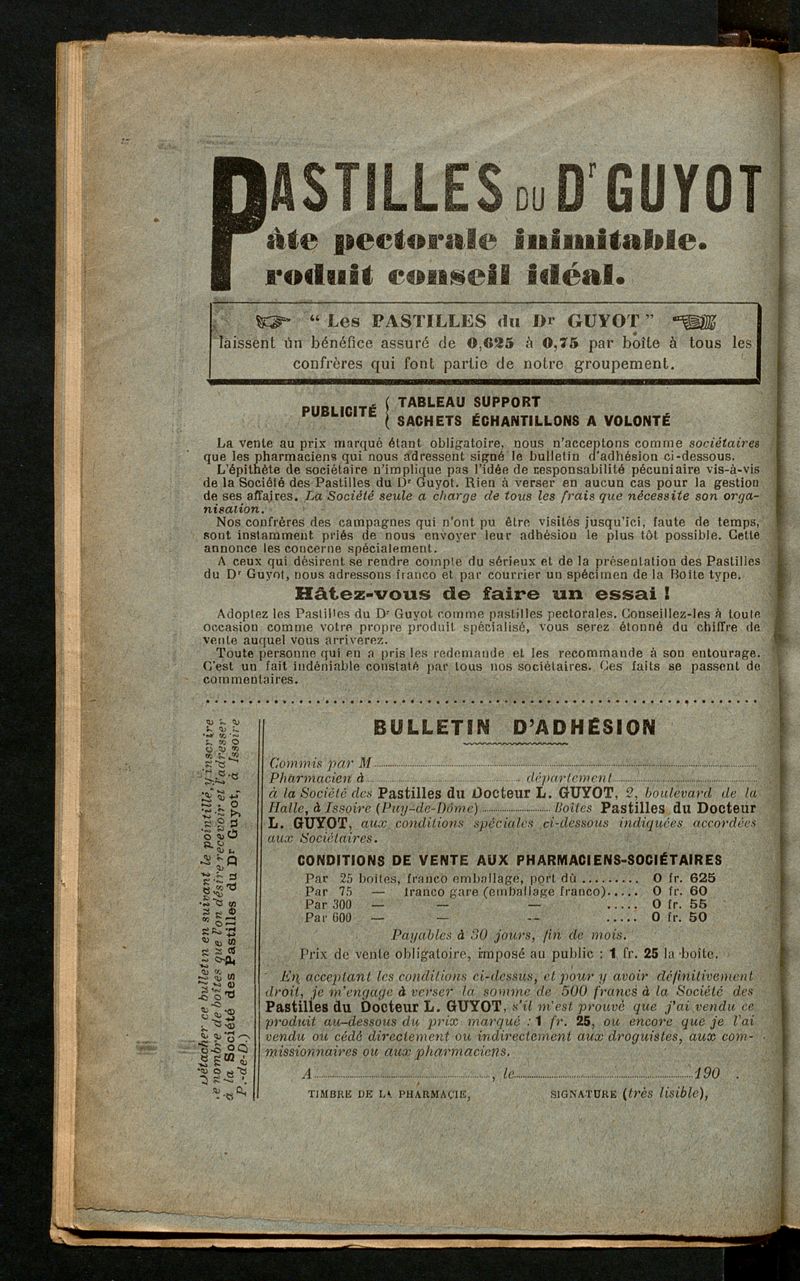 PASTILLES DU Dr GUYOT
âte pectorale inimitable.
roduit conseil idéal.
“ Les PASTILLES du Dr GUYOT ”
laissent un bénéfice assuré de 0,625 à 0,75 par boîte à tous les
confrères qui font partie de notre groupement.
PUBLICITÉ { TABLEAU SUPPORT
SACHETS ÉCHANTILLONS A VOLONTÉ
La vente au prix marqué étant obligatoire, nous n'acceptons comme sociétaires
que les pharmaciens qui nous adressent signé le bulletin d'adhésion ci-dessous.
L'épithète de sociétaire n'implique pas l'idée de responsabilité pécuniaire vis-à-vis
de la Société des Pastilles du Dr Guyot. Rien à verser en aucun cas pour la gestion
de ses affaires. La Société seule a charge de tous les frais que nécessite son orga-
nisation.
Nos confrères des campagnes qui n'ont pu être visités jusqu'ici, faute de temps,
sont instamment priés de nous envoyer leur adhésion le plus tôt possible. Cette
annonce les concerne spécialement.
A ceux qui désirent se rendre compte du sérieux et de la présentation des Pastilles
du Dr Guyot, nous adressons franco et par courrier un spécimen de la Boîte type.
Hâtez-vous de faire un essai !
Adoptez les Pastilles du Dr Guyot comme pastilles pectorales. Conseillez-les à toute
occasion comme votre propre produit spécialisé, vous serez étonné du chiffre de
vente auquel vous arriverez.
Toute personne qui en a pris les redemande et les recommande à son entourage.
C'est un fait indéniable constaté par tous nos sociétaires. Ces faits se passent de
commentaires.
Détacher ce bulletin en suivant le pointillé, y inscrire
le nombre de boîtes que l'on désire recevoir et l'adresser
à la Société des Pastilles du Dr Guyot, à Issoire
P.-de-D.)
BULLETIN D'ADHÉSION
Commis par M
Pharmacien à département
à la Société des Pastilles du Docteur L. GUYOT, 2, boulevard de la
Halle, à Issoire (Puy-de-Dôme) Boîtes Pastilles du Docteur
L. GUYOT, aux conditions spéciales ci-dessous indiquées accordées
aux Sociétaires.
CONDITIONS DE VENTE AUX PHARMACIENS-SOCIÉTAIRES
Par 25 boîtes, franco emballage, port dû ......... 0 fr. 625
Par 75 — franco gare (emballage franco)..... 0 fr. 60
Par 300 — — — ..... 0 fr. 55
Par 600 — — — ..... 0 fr. 50
Payables à 30 jours, fin de mois.
Prix de vente obligatoire, imposé au public : 1 fr. 25 la boîte.
En acceptant les conditions ci-dessus, et pour y avoir définitivement
droit, je m'engage à verser la somme de 500 francs à la Société des
Pastilles du Docteur L. GUYOT, s'il m'est prouvé que j'ai vendu ce
produit au-dessous du prix marqué : 1 fr. 25, ou encore que je l'ai
vendu ou cédé directement ou indirectement aux droguistes, aux com-
missionnaires ou aux pharmaciens.
A , le 190 .
TIMBRE DE LA PHARMACIE, SIGNATURE (très lisible),